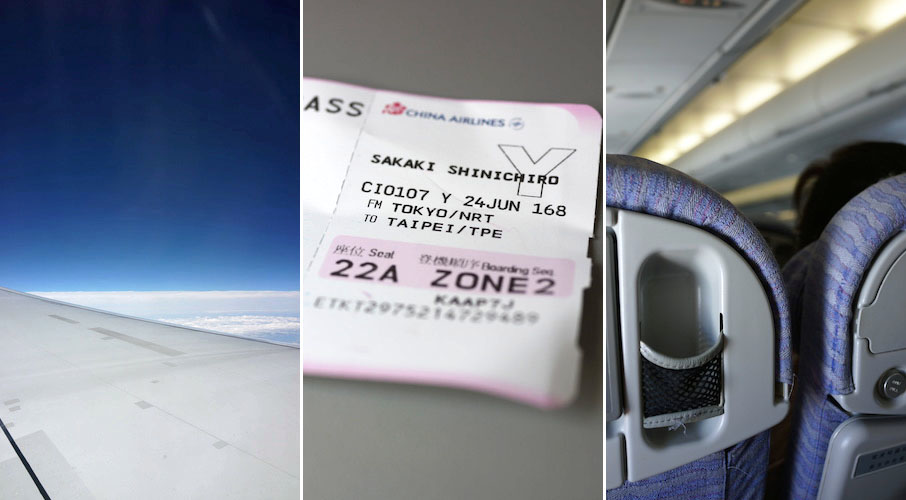 ASS
CHINA AIRLINES
Y
SAKAKI SHINICHIRO
CI0107 Y 24JUN 168
FM TOKYO/NRT
TO TAIPEI/TPE
座位 Seat 登機順序 Boarding Seq.
22A ZONE2
KAAP7J
ETKT2975214729489